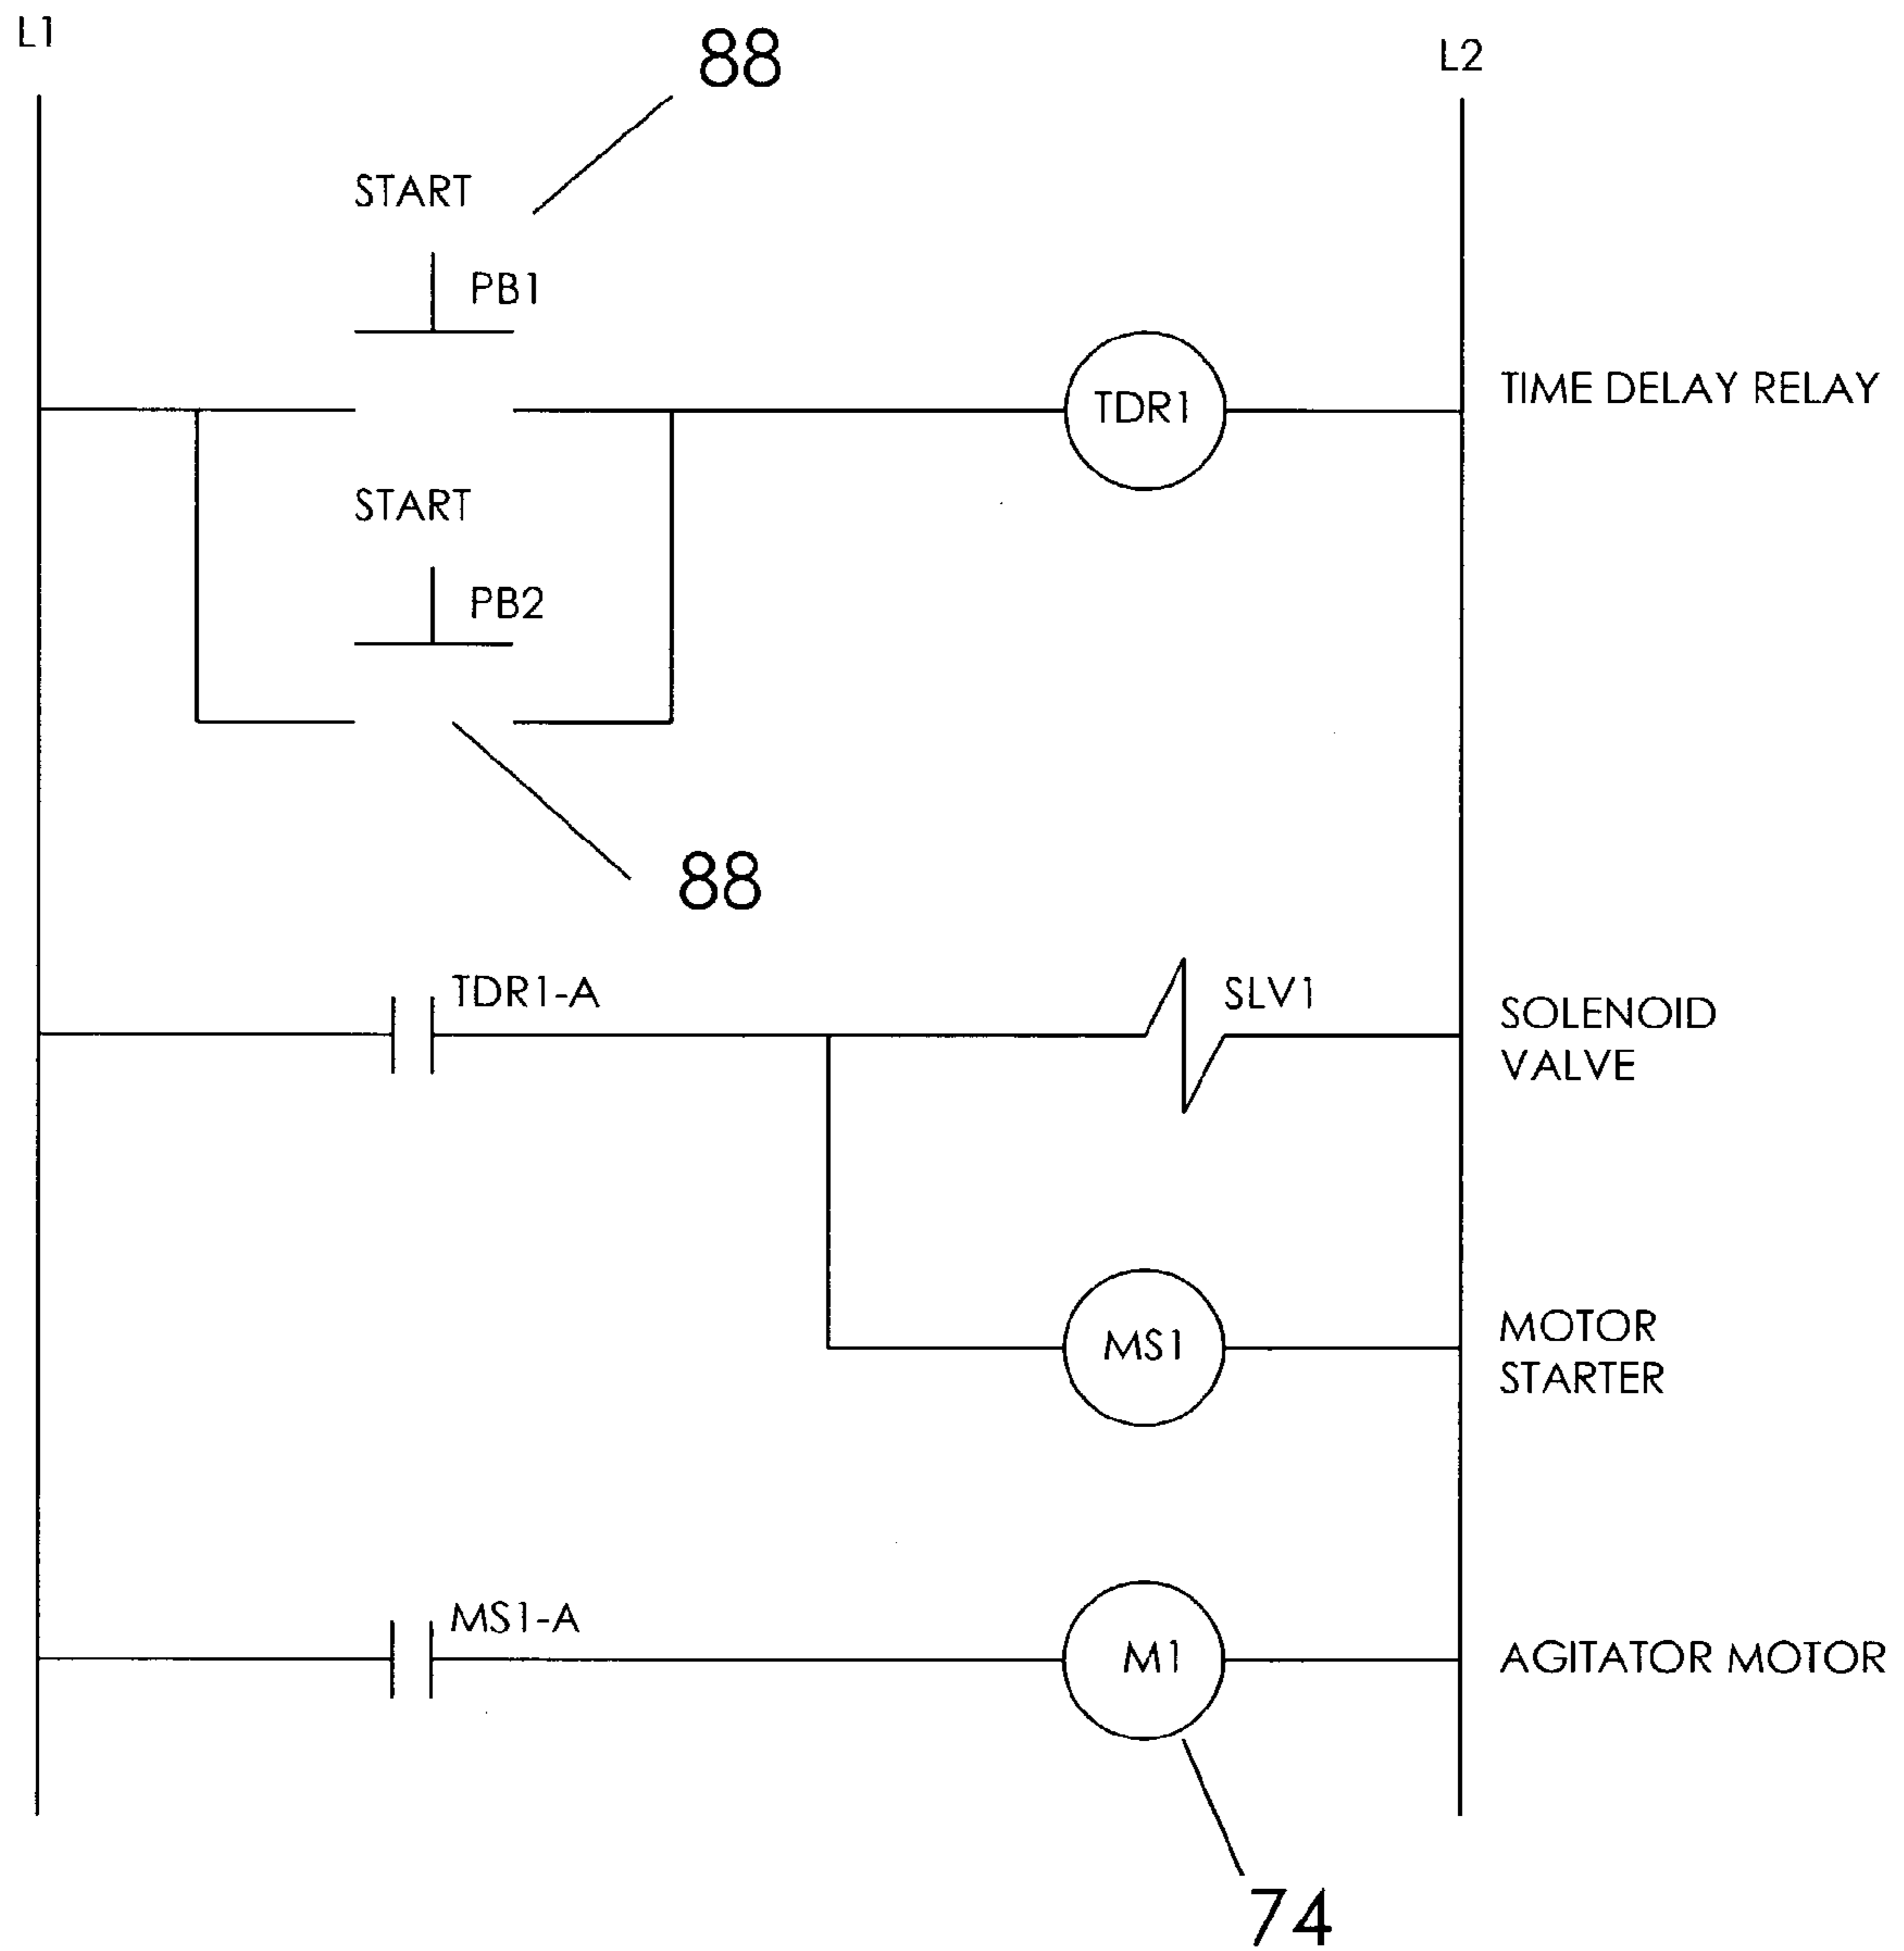 L1
88
L2
START
PB1
TDR1
TIME DELAY RELAY
START
PB2
88
TDR1-A
SLV1
SOLENOID
VALVE
MS1
MOTOR
STARTER
MS1-A
M1
AGITATOR MOTOR
74